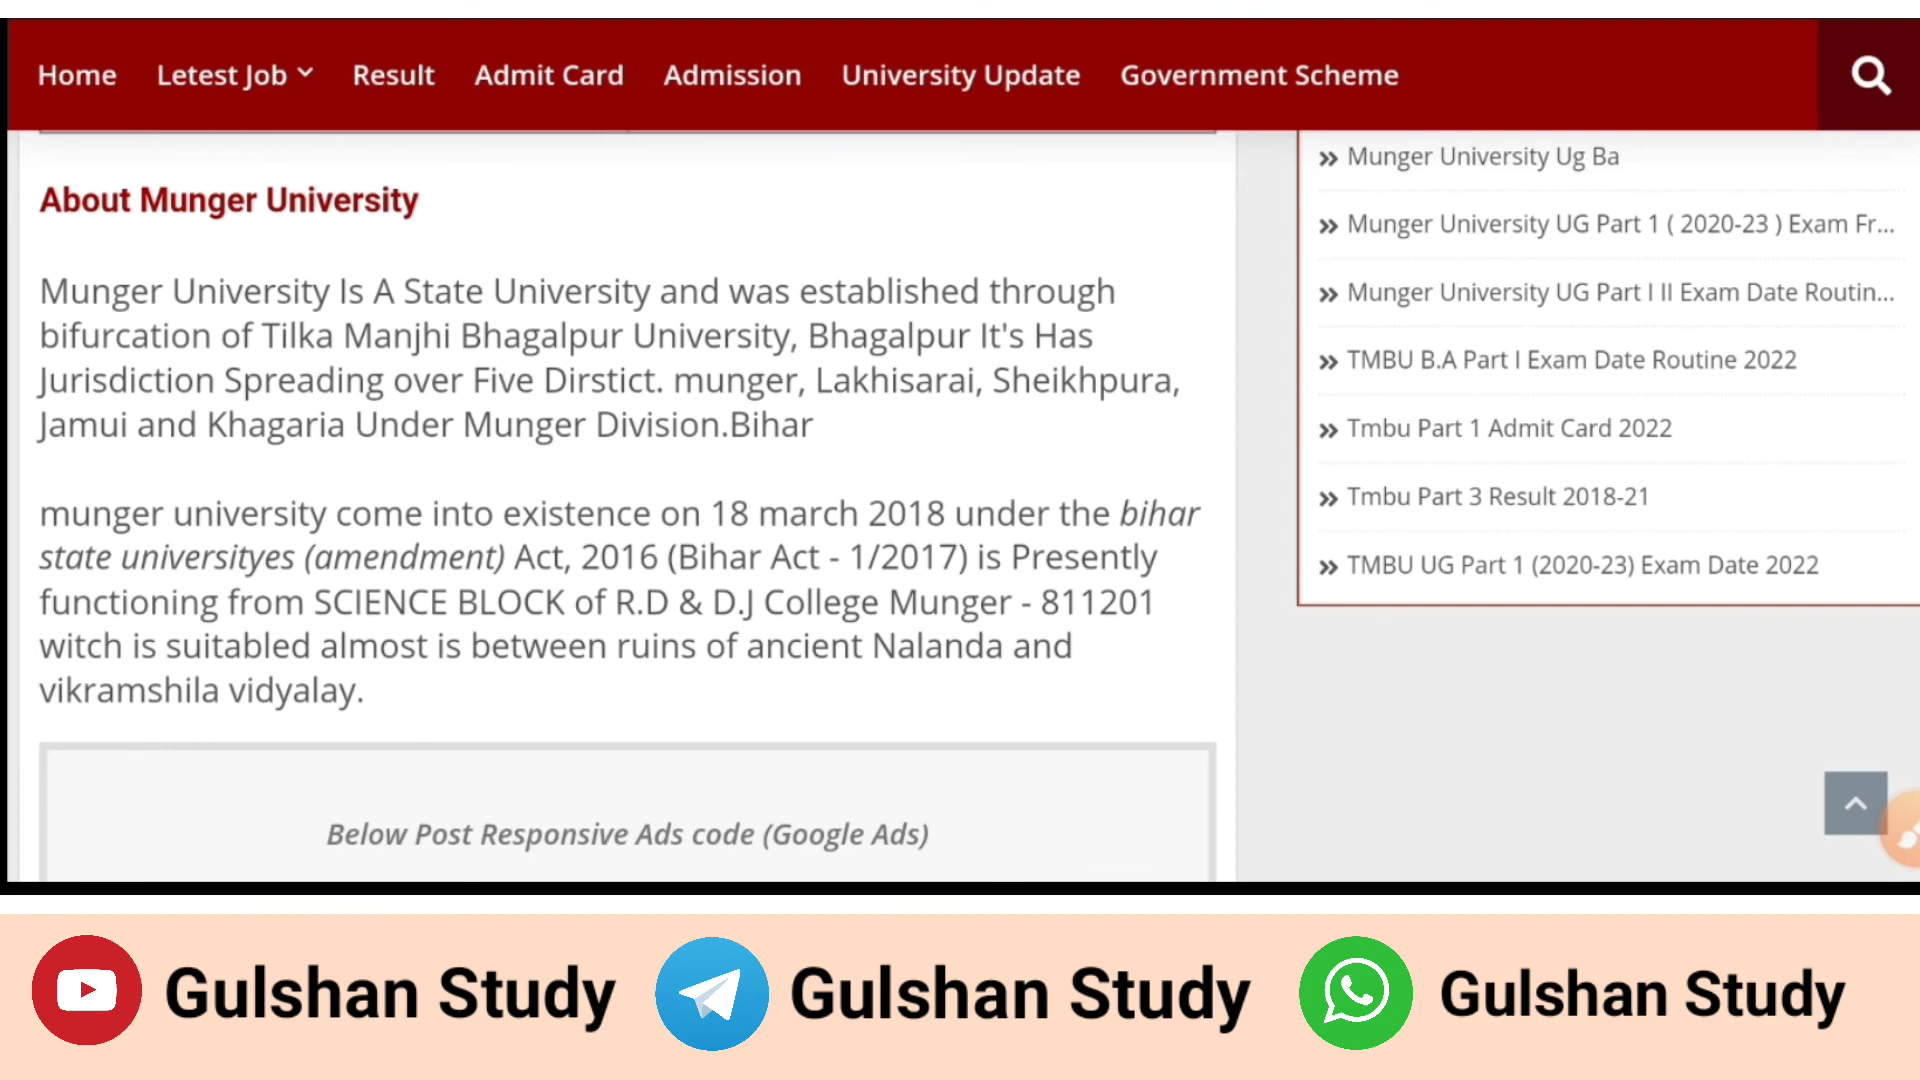 Home Letest Job Result Admit Card Admission University Update Government Scheme
About Munger University
Munger University Is A State University and was established through
bifurcation of Tilka Manjhi Bhagalpur University, Bhagalpur It's Has
Jurisdiction Spreading over Five Dirstict. munger, Lakhisarai, Sheikhpura,
Jamui and Khagaria Under Munger Division.Bihar
munger university come into existence on 18 march 2018 under the bihar
state universityes (amendment) Act, 2016 (Bihar Act - 1/2017) is Presently
functioning from SCIENCE BLOCK of R.D & D.J College Munger - 811201
witch is suitabled almost is between ruins of ancient Nalanda and
vikramshila vidyalay.
Below Post Responsive Ads code (Google Ads)
» Munger University Ug Ba
» Munger University UG Part 1 ( 2020-23 ) Exam Fr...
» Munger University UG Part I II Exam Date Routin...
» TMBU B.A Part I Exam Date Routine 2022
» Tmbu Part 1 Admit Card 2022
» Tmbu Part 3 Result 2018-21
» TMBU UG Part 1 (2020-23) Exam Date 2022
Gulshan Study Gulshan Study Gulshan Study